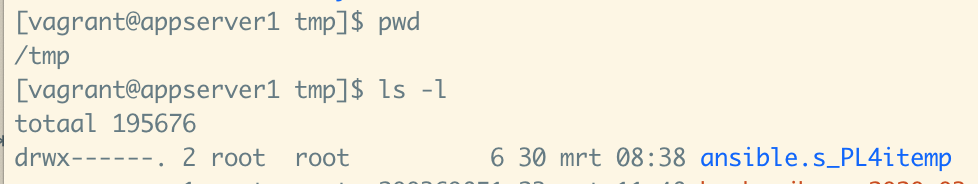 [vagrant@appserver1 tmp]$ pwd
/tmp
[vagrant@appserver1 tmp]$ ls -l
totaal 195676
drwx------. 2 root  root          6 30 mrt 08:38 ansible.s_PL4itemp